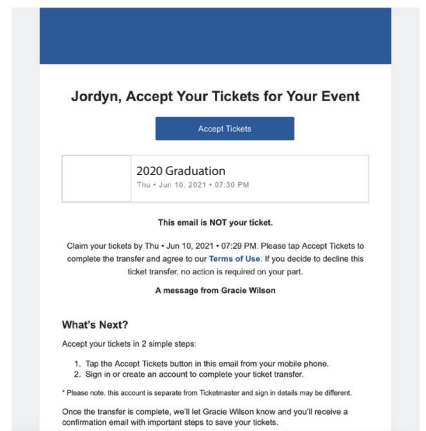 Jordyn, Accept Your Tickets for Your Event
Accept Tickets
2020 Graduation
Thu • Jun 10, 2021 • 07:30 PM
This email is NOT your ticket.
Claim your tickets by Thu • Jun 10, 2021 • 07:29 PM. Please tap Accept Tickets to
complete the transfer and agree to our Terms of Use. If you decide to decline this
ticket transfer, no action is required on your part.
A message from Gracie Wilson
What's Next?
Accept your tickets in 2 simple steps:
1. Tap the Accept Tickets button in this email from your mobile phone.
2. Sign in or create an account to complete your ticket transfer.
* Please note, this account is separate from Ticketmaster and sign in details may be different.
Once the transfer is complete, we'll let Gracie Wilson know and you'll receive a
confirmation email with important steps to save your tickets.